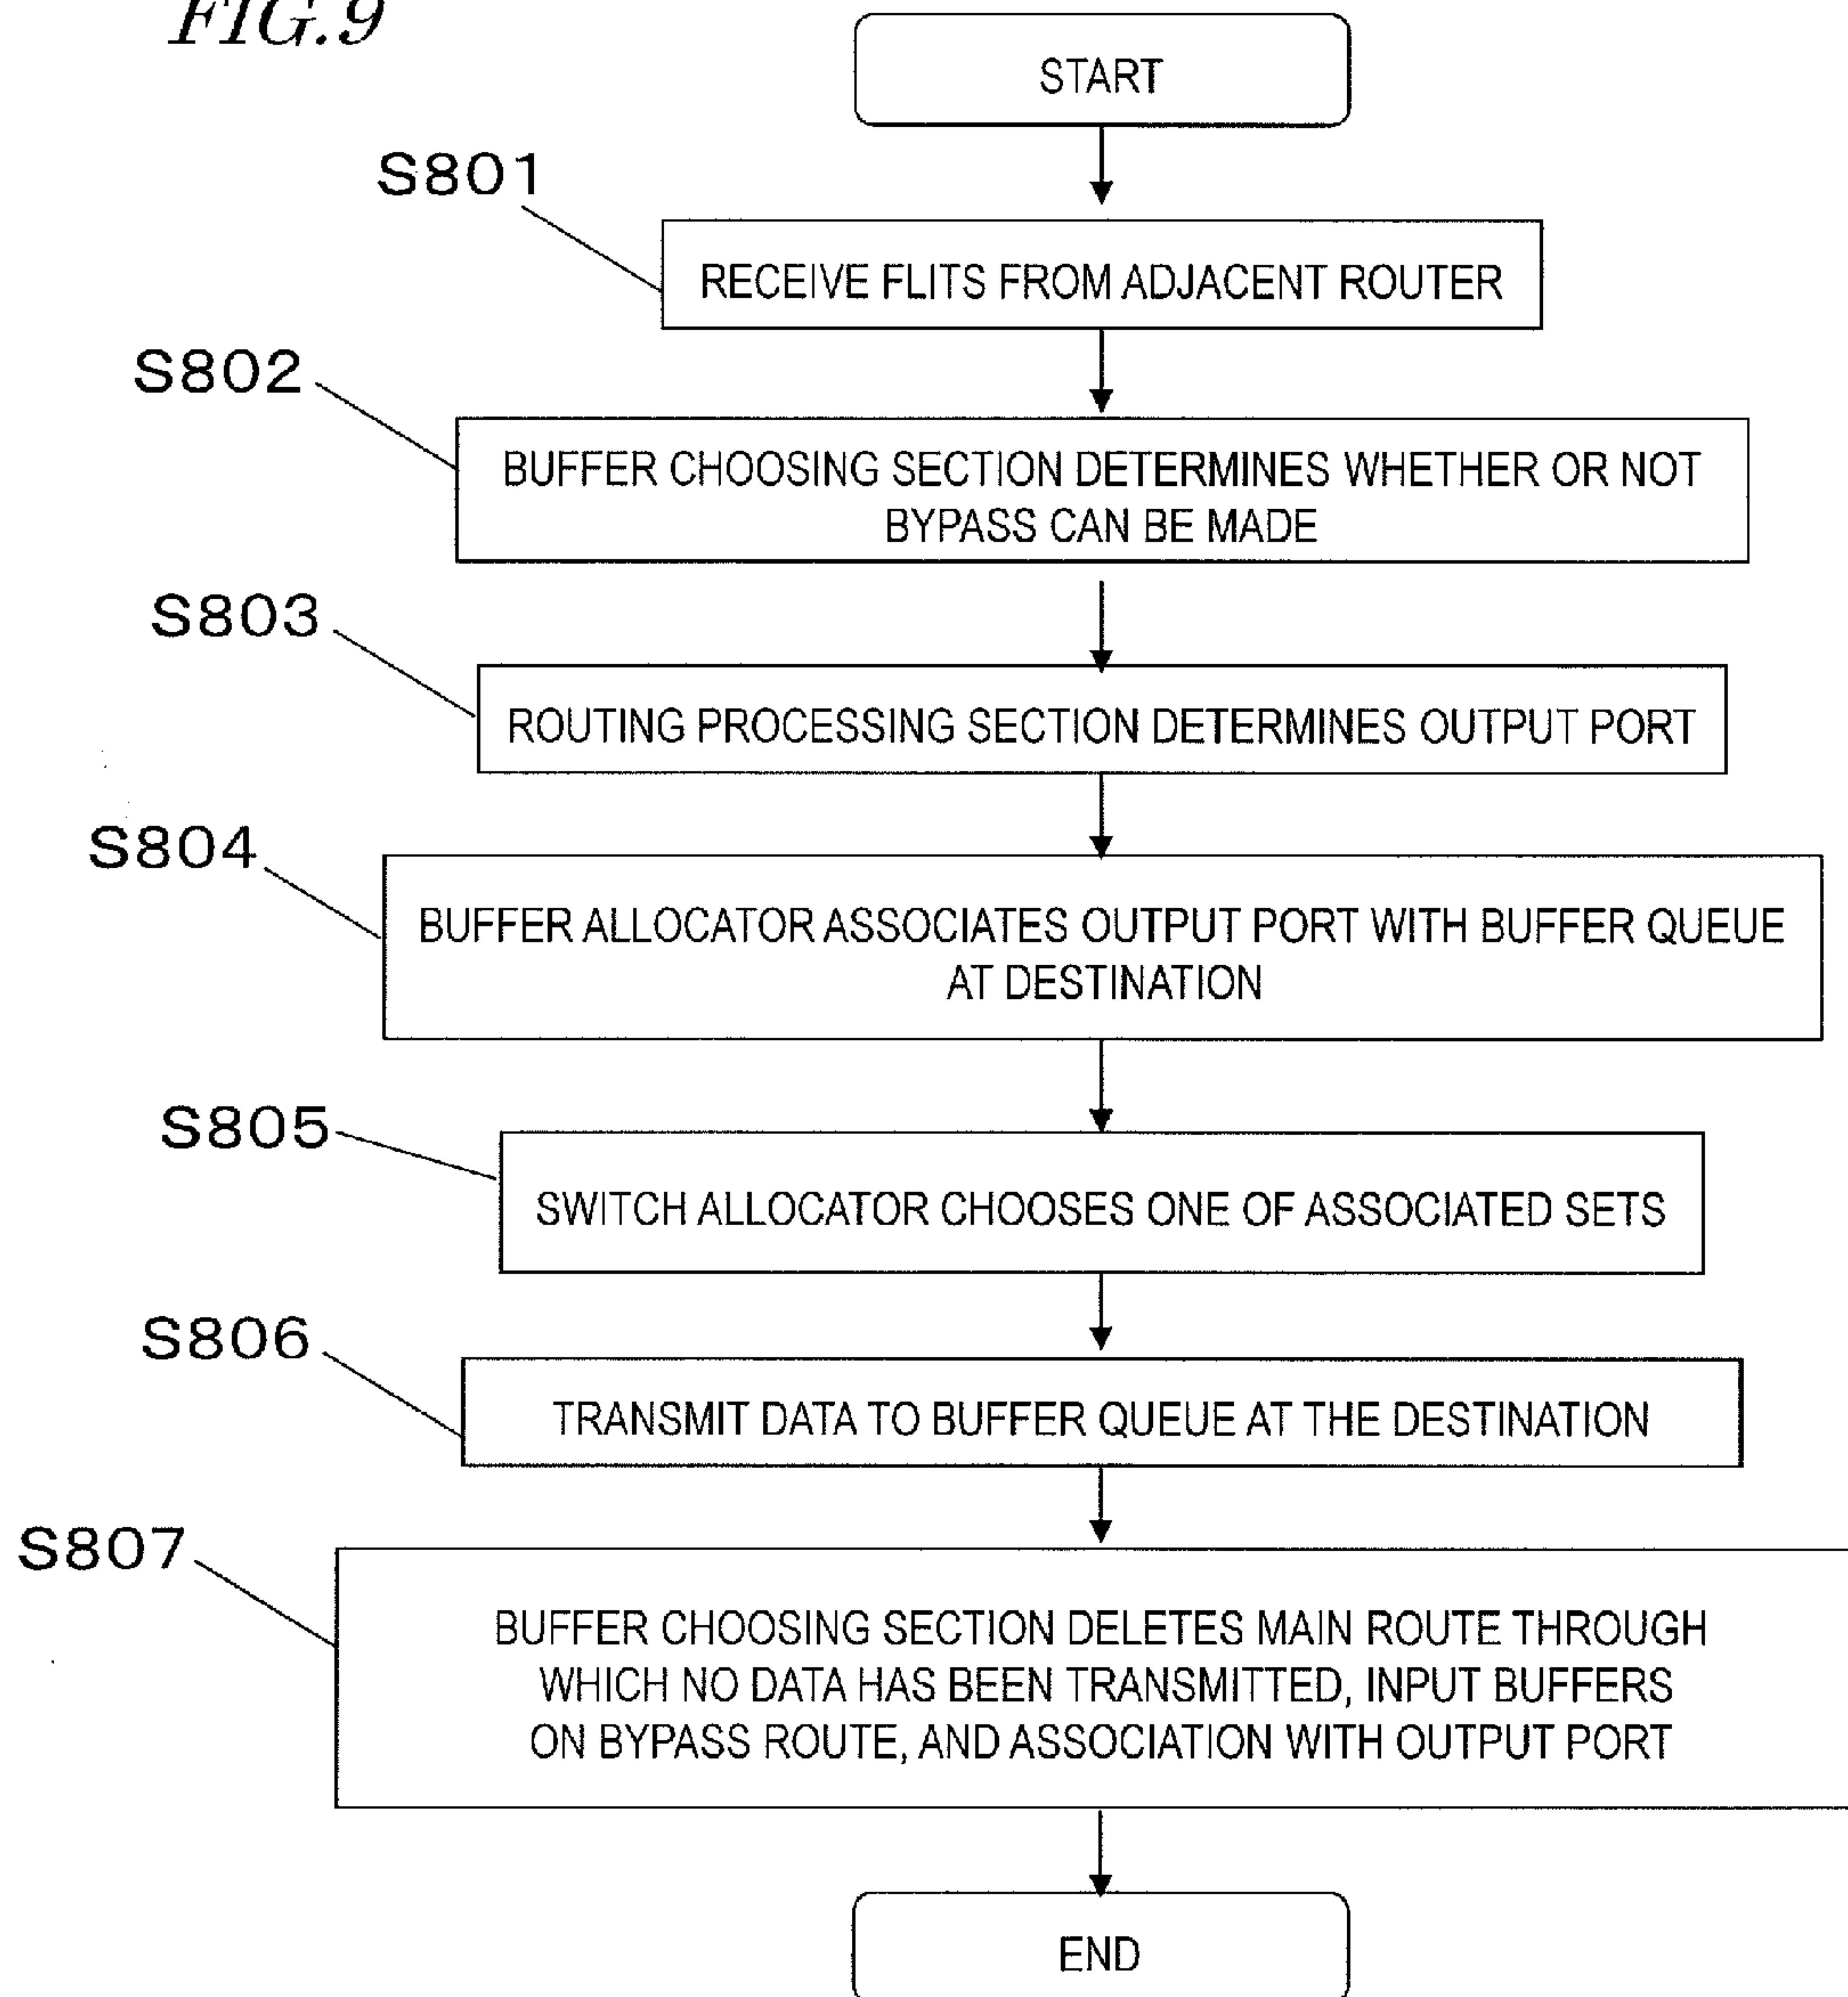 FIG.9
START
S801
RECEIVE FLITS FROM ADJACENT ROUTER
S802
BUFFER CHOOSING SECTION DETERMINES WHETHER OR NOT
BYPASS CAN BE MADE
S803
ROUTING PROCESSING SECTION DETERMINES OUTPUT PORT
S804
BUFFER ALLOCATOR ASSOCIATES OUTPUT PORT WITH BUFFER QUEUE
AT DESTINATION
S805
SWITCH ALLOCATOR CHOOSES ONE OF ASSOCIATED SETS
S806
TRANSMIT DATA TO BUFFER QUEUE AT THE DESTINATION
S807
BUFFER CHOOSING SECTION DELETES MAIN ROUTE THROUGH
WHICH NO DATA HAS BEEN TRANSMITTED, INPUT BUFFERS
ON BYPASS ROUTE, AND ASSOCIATION WITH OUTPUT PORT
END